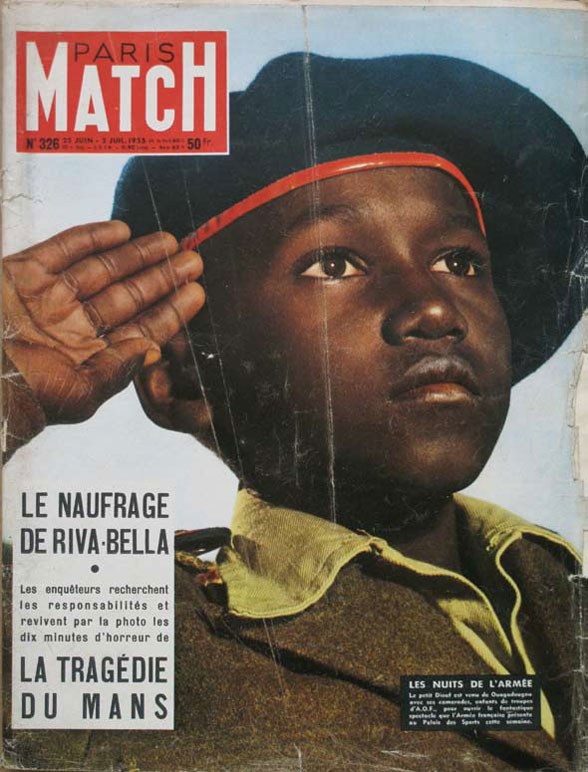 PARIS
MATCH
N° 326 25 JUIN - 2 JUIL. 1955 50 Fr
LE NAUFRAGE
DE RIVA-BELLA
•
Les enquêteurs recherchent
les responsabilités et
revivent par la photo les
dix minutes d'horreur de
LA TRAGÉDIE
DU MANS
LES NUITS DE L'ARMÉE
Le petit Diouf est venu de Ouagadougou
avec ses camarades, enfants de troupes
d'A.O.F., pour ouvrir le fantastique
spectacle que l'Armée française présente
au Palais des Sports cette semaine.